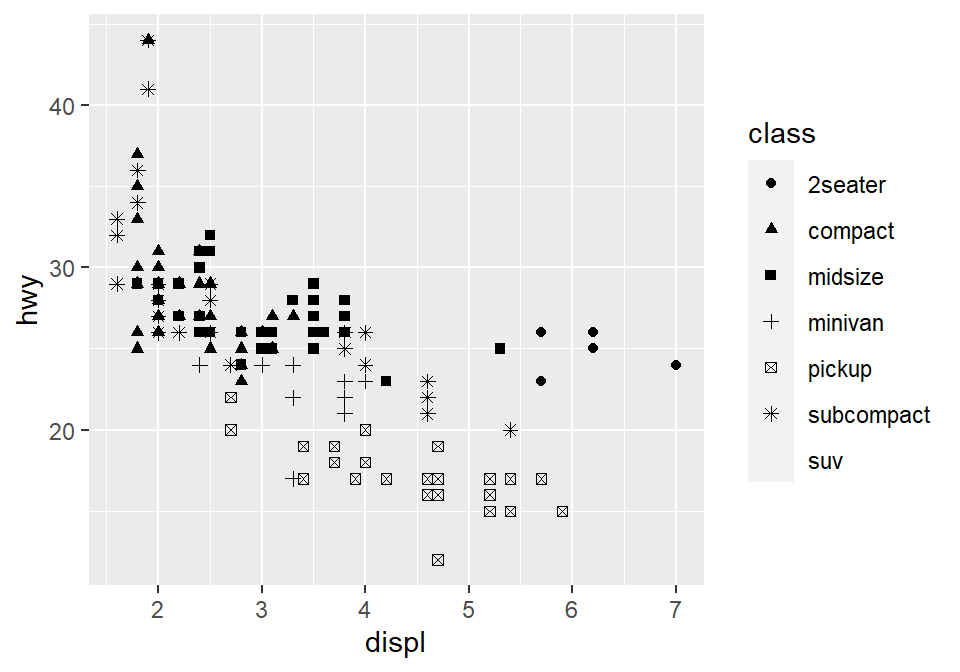 40
30
20
hwy
2 3 4 5 6 7
displ
class
2seater
compact
midsize
minivan
pickup
subcompact
suv